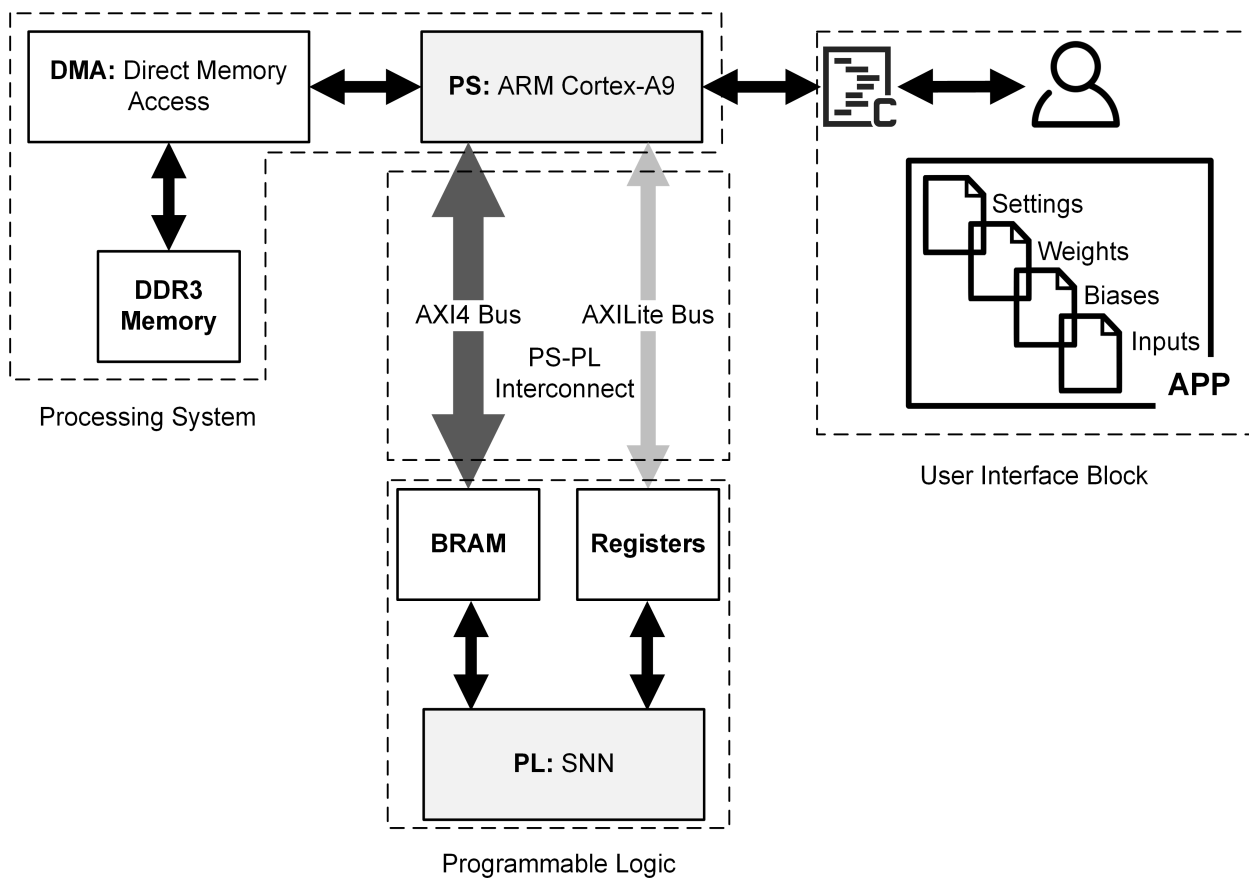 DMA: Direct Memory
Access
PS: ARM Cortex-A9
C
Settings
Weights
Biases
Inputs
APP
DDR3
Memory
AXI4 Bus
AXILite Bus
PS-PL
Interconnect
Processing System
User Interface Block
BRAM
Registers
PL: SNN
Programmable Logic